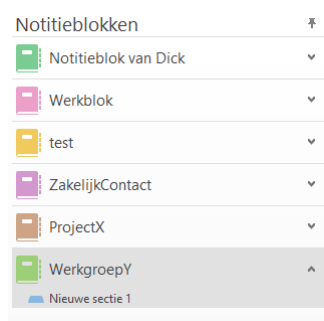 Notitieblokken
Notitieblok van Dick
Werkblok
test
ZakelijkContact
ProjectX
WerkgroepY
Nieuwe sectie 1